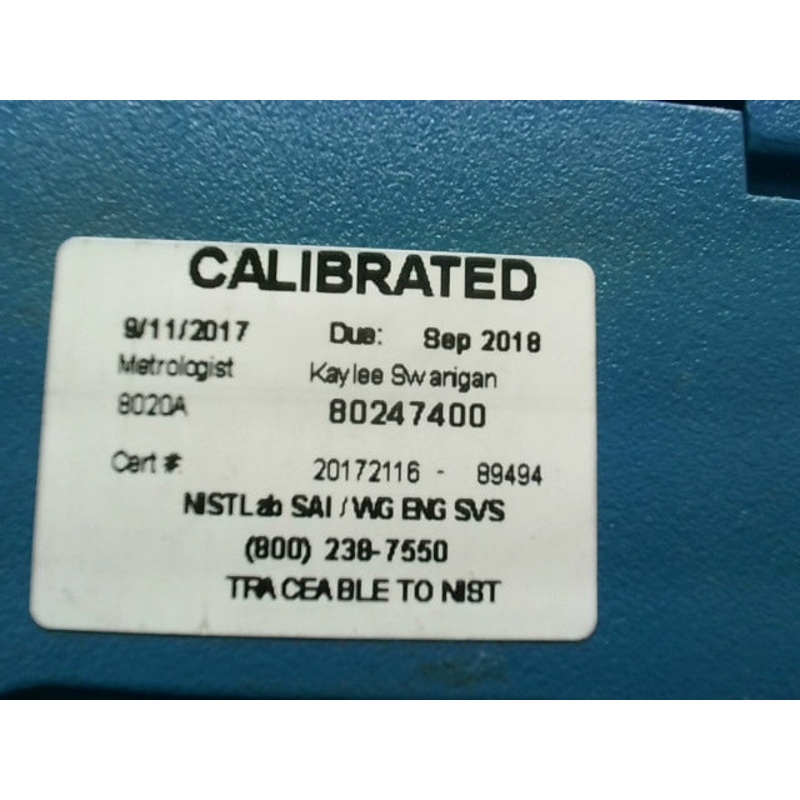 CALIBRATED
9/11/2017 Due: Sep 2018
Metrologist Kaylee Swanigan
8020A 80247400
Cert # 20172116 - 89494
NISTLab SAI / WG ENG SVS
(800) 238-7550
TRACEABLE TO NIST